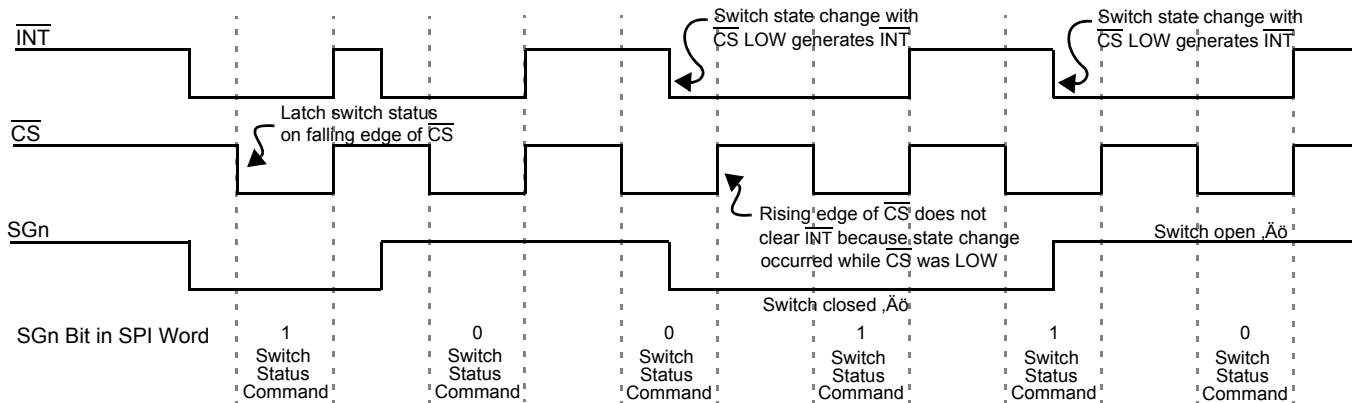 INT
Switch state change with
CS LOW generates INT
Switch state change with
CS LOW generates INT
CS
Latch switch status
on falling edge of CS
Rising edge of CS does not
clear INT because state change
occurred while CS was LOW
SGn
Switch open ‚Äö
Switch closed ‚Äö
SGn Bit in SPI Word
1
Switch
Status
Command
0
Switch
Status
Command
0
Switch
Status
Command
1
Switch
Status
Command
1
Switch
Status
Command
0
Switch
Status
Command